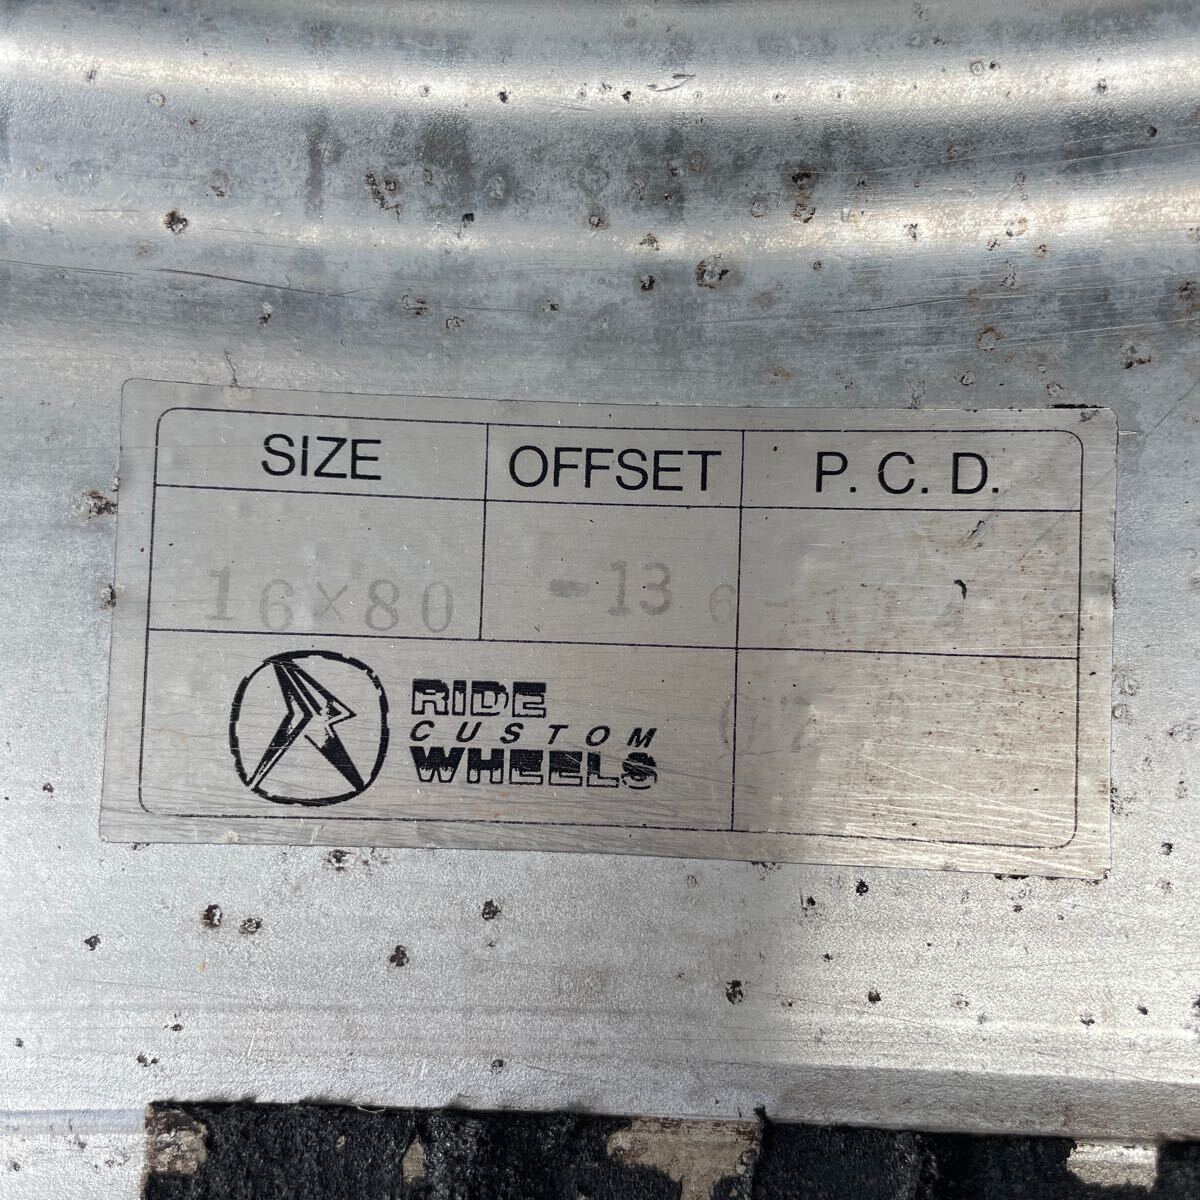 SIZE OFFSET P. C. D.
16×80 -13
RIDE
CUSTOM
WHEELS